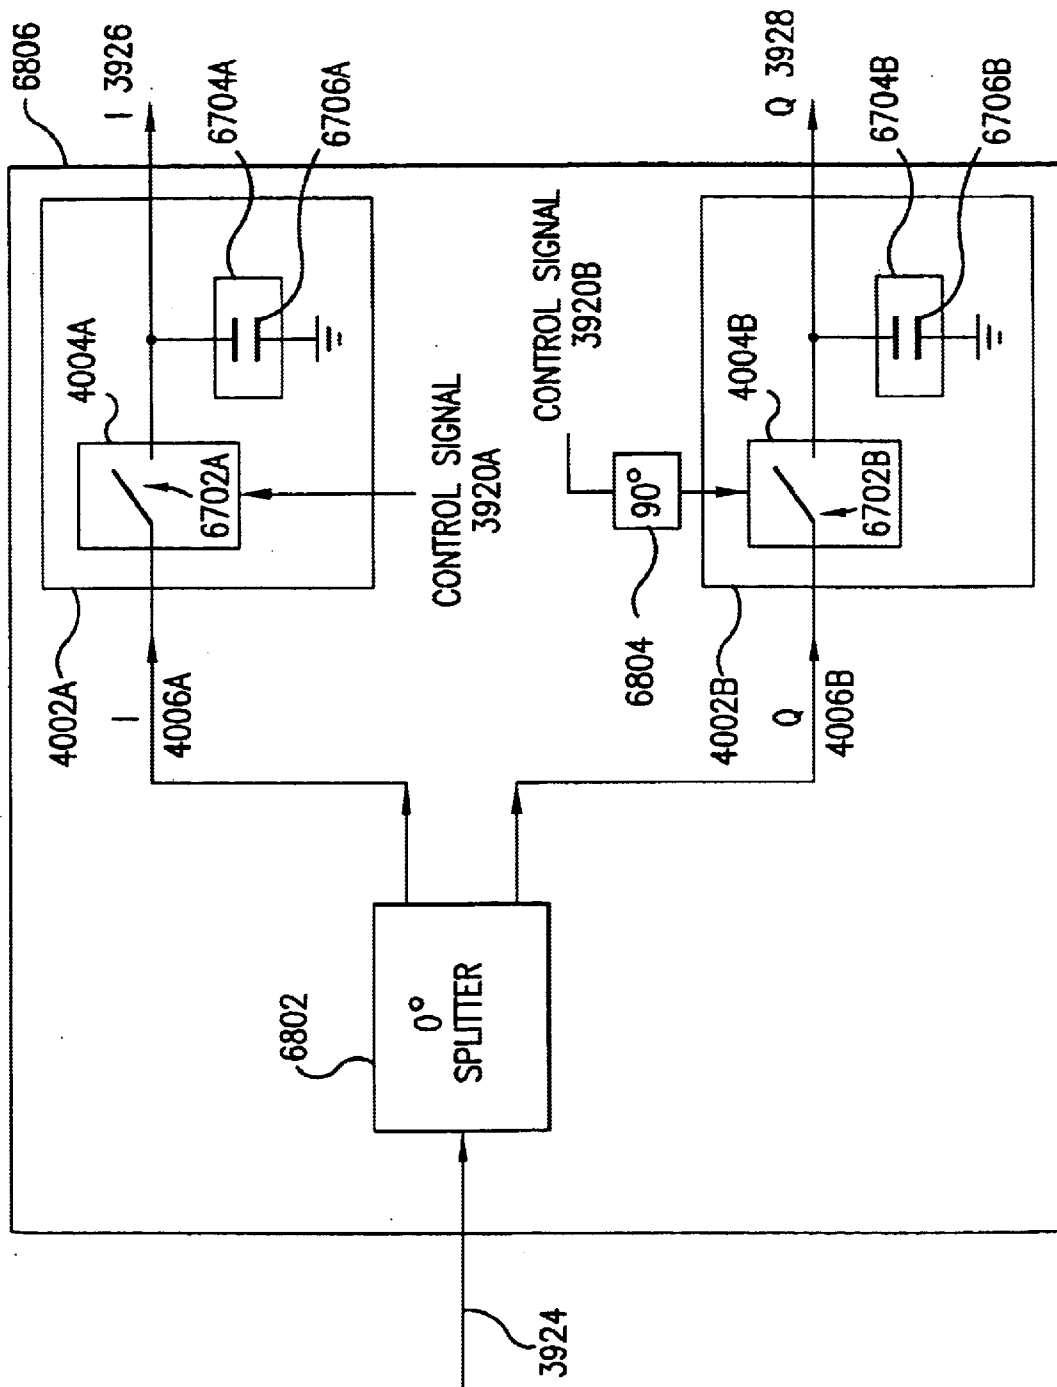 6806
I 3926
6704A
6706A
4004A
6702A
CONTROL SIGNAL
3920A
4002A
I
4006A
6802
0°
SPLITTER
3924
Q 3928
6704B
6706B
CONTROL SIGNAL
3920B
90°
6804
4004B
6702B
4002B
Q
4006B